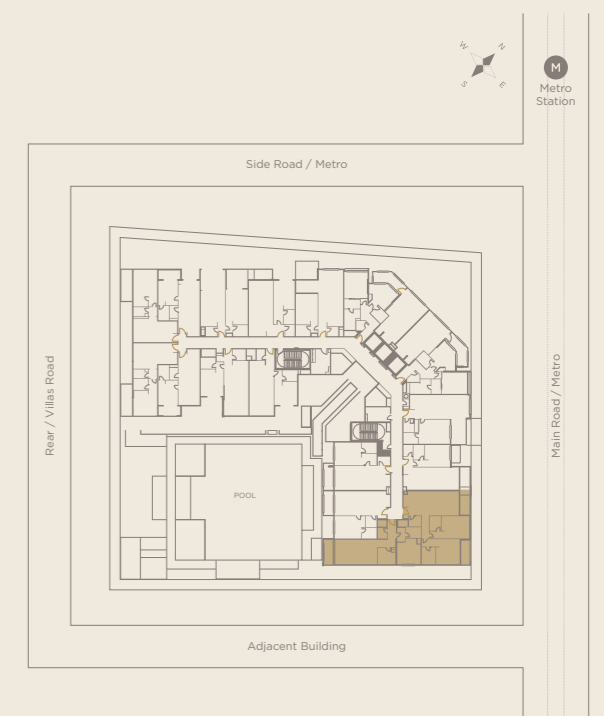 W
N
S
E
M
Metro
Station
Side Road / Metro
Rear / Villas Road
Main Road / Metro
POOL
Adjacent Building